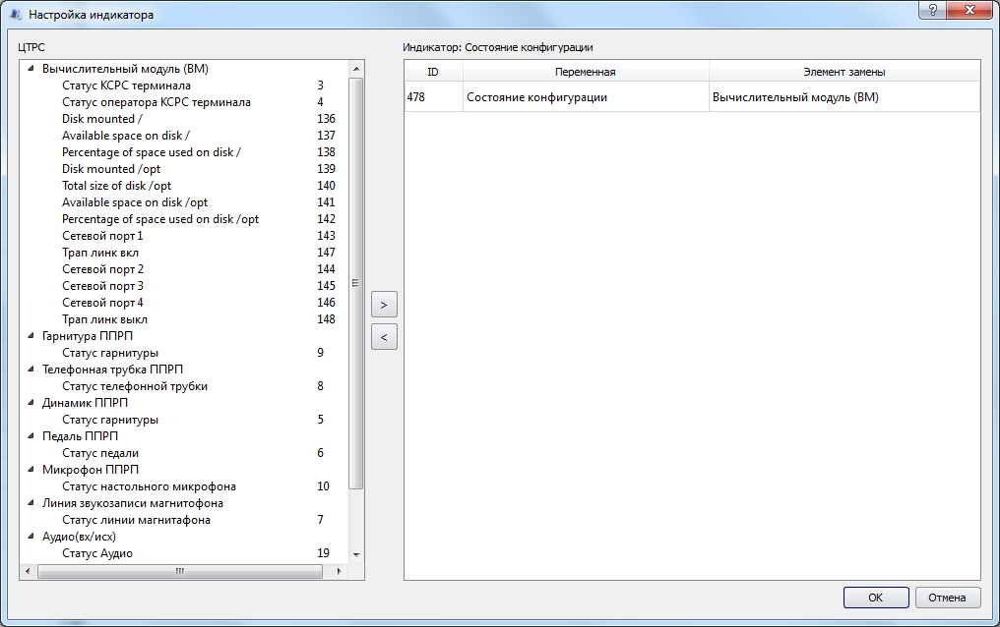 Настройка индикатора
ЦТРС
Вычислительный модуль (ВМ)
Статус КСРС терминала 3
Статус оператора КСРС терминала 4
Disk mounted / 136
Available space on disk / 137
Percentage of space used on disk / 138
Disk mounted /opt 139
Total size of disk /opt 140
Available space on disk /opt 141
Percentage of space used on disk /opt 142
Сетевой порт 1 143
Трап линк вкл 147
Сетевой порт 2 144
Сетевой порт 3 145
Сетевой порт 4 146
Трап линк выкл 148
Гарнитура ППРП
Статус гарнитуры 9
Телефонная трубка ППРП
Статус телефонной трубки 8
Динамик ППРП
Статус гарнитуры 5
Педаль ППРП
Статус педали 6
Микрофон ППРП
Статус настольного микрофона 10
Линия звукозаписи магнитофона
Статус линии магнитафона 7
Аудио(вх/исх)
Статус Аудио 19
>
<
Индикатор: Состояние конфигурации
ID Переменная Элемент замены
478 Состояние конфигурации Вычислительный модуль (ВМ)
OK Отмена